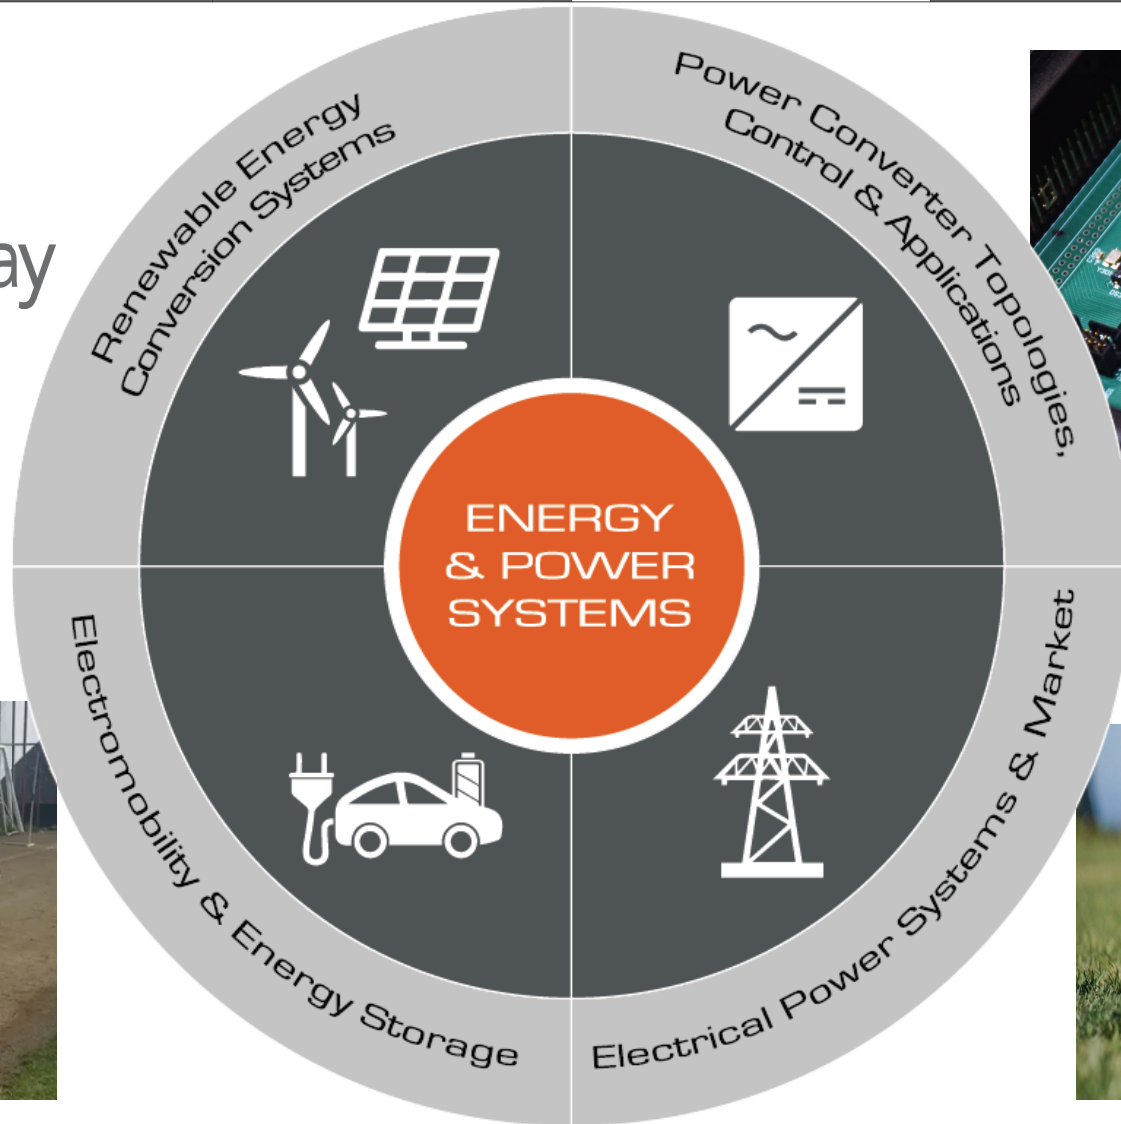 Renewable Energy
Conversion Systems
Power Converter Topologies,
Control & Applications
ay
ENERGY
& POWER
SYSTEMS
Electromobility & Energy Storage
Electrical Power Systems & Market